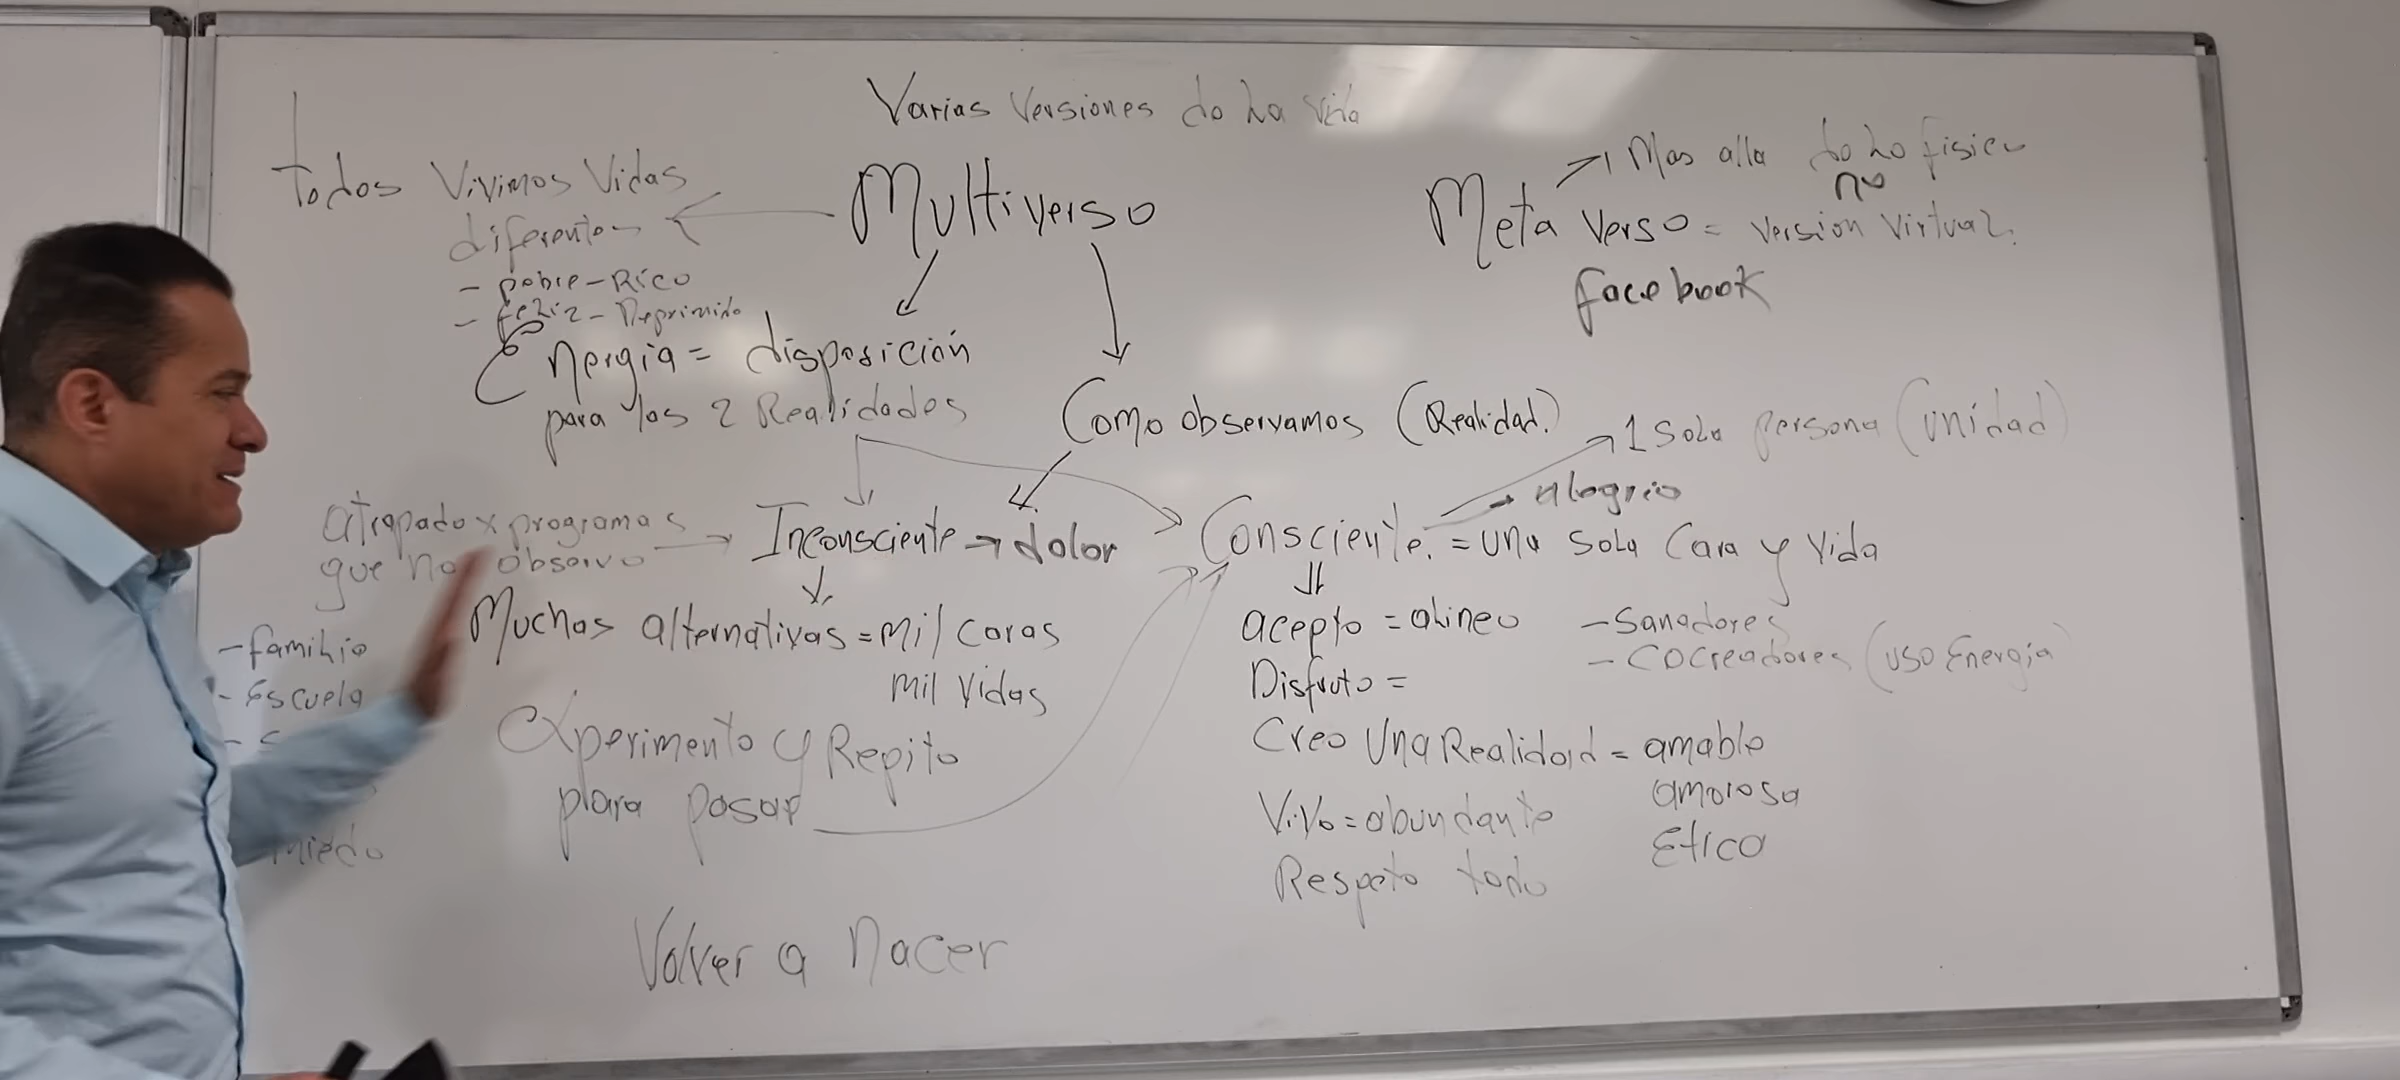 Varias Versiones de La vida
Todos Vivimos Vidas
diferentes
- pobre - Rico
- feliz - Deprimido
Multiverso
Mas alla de lo fisico
no
Meta Verso = Version Virtual.
facebook
Energia = disposición
para los 2 Realidades
Como observamos (Realidad.)
1 Sola persona (unidad)
alegria
atrapado x programas
que no observo
- familia
- Escuela
miedo
Inconsciente → dolor
Consciente. = una Sola Cara y Vida
Muchas alternativas = mil caras
mil vidas
Experimento y Repito
para pasar
acepto = alineo
Disfruto =
Creo Una Realidad = amable
amorosa
Etico
Vivo = abundante
Respeto todo
- Sanadores
- COCreadores (uso Energia)
Volver a nacer